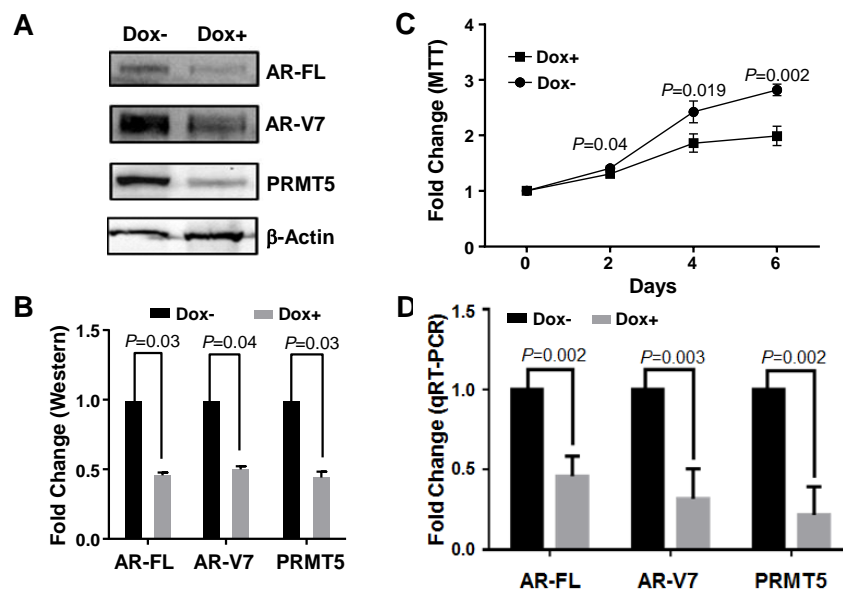 A
Dox- Dox+
AR-FL
AR-V7
PRMT5
β-Actin
B
Dox- Dox+
Fold Change (Western)
1.5
1.0
0.5
0.0
P=0.03
P=0.04
P=0.03
AR-FL
AR-V7
PRMT5
C
Dox+
Dox-
Fold Change (MTT)
4
3
2
1
0
P=0.04
P=0.019
P=0.002
0
2
4
6
Days
D
Dox- Dox+
Fold Change (qRT-PCR)
1.5
1.0
0.5
0.0
P=0.002
P=0.003
P=0.002
AR-FL
AR-V7
PRMT5